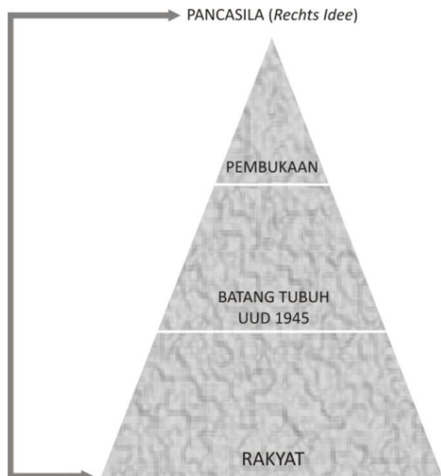 PANCASILA (Rechts Idee)
PEMBUKAAN
BATANG TUBUH
UUD 1945
RAKYAT